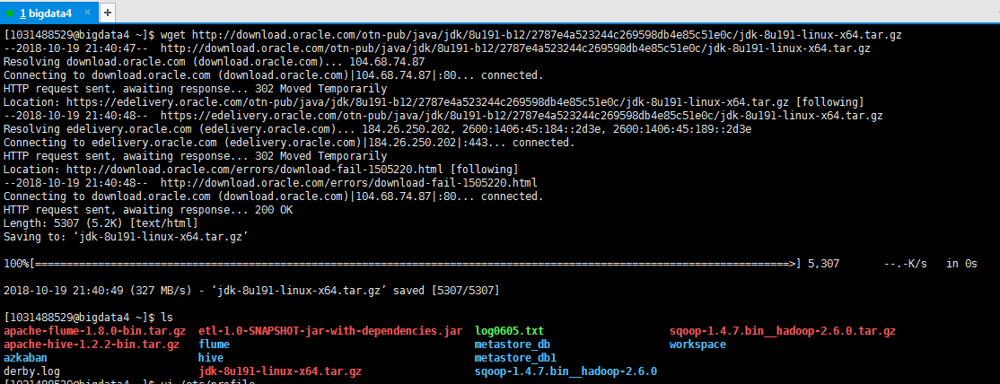 1 bigdata4 × +
[1031488529@bigdata4 ~]$ wget http://download.oracle.com/otn-pub/java/jdk/8u191-b12/2787e4a523244c269598db4e85c51e0c/jdk-8u191-linux-x64.tar.gz
--2018-10-19 21:40:47--  http://download.oracle.com/otn-pub/java/jdk/8u191-b12/2787e4a523244c269598db4e85c51e0c/jdk-8u191-linux-x64.tar.gz
Resolving download.oracle.com (download.oracle.com)... 104.68.74.87
Connecting to download.oracle.com (download.oracle.com)|104.68.74.87|:80... connected.
HTTP request sent, awaiting response... 302 Moved Temporarily
Location: https://edelivery.oracle.com/otn-pub/java/jdk/8u191-b12/2787e4a523244c269598db4e85c51e0c/jdk-8u191-linux-x64.tar.gz [following]
--2018-10-19 21:40:48--  https://edelivery.oracle.com/otn-pub/java/jdk/8u191-b12/2787e4a523244c269598db4e85c51e0c/jdk-8u191-linux-x64.tar.gz
Resolving edelivery.oracle.com (edelivery.oracle.com)... 184.26.250.202, 2600:1406:45:184::2d3e, 2600:1406:45:189::2d3e
Connecting to edelivery.oracle.com (edelivery.oracle.com)|184.26.250.202|:443... connected.
HTTP request sent, awaiting response... 302 Moved Temporarily
Location: http://download.oracle.com/errors/download-fail-1505220.html [following]
--2018-10-19 21:40:48--  http://download.oracle.com/errors/download-fail-1505220.html
Connecting to download.oracle.com (download.oracle.com)|104.68.74.87|:80... connected.
HTTP request sent, awaiting response... 200 OK
Length: 5307 (5.2K) [text/html]
Saving to: ‘jdk-8u191-linux-x64.tar.gz’
100%[========================================================================================================================>] 5,307       --.-K/s   in 0s
2018-10-19 21:40:49 (327 MB/s) - ‘jdk-8u191-linux-x64.tar.gz’ saved [5307/5307]
[1031488529@bigdata4 ~]$ ls
apache-flume-1.8.0-bin.tar.gz  etl-1.0-SNAPSHOT-jar-with-dependencies.jar  log0605.txt  sqoop-1.4.7.bin__hadoop-2.6.0.tar.gz
apache-hive-1.2.2-bin.tar.gz  flume  metastore_db  workspace
azkaban  hive  metastore_db1
derby.log  jdk-8u191-linux-x64.tar.gz  sqoop-1.4.7.bin__hadoop-2.6.0
[1031488529@bigdata4 ~]$ vi /etc/profile